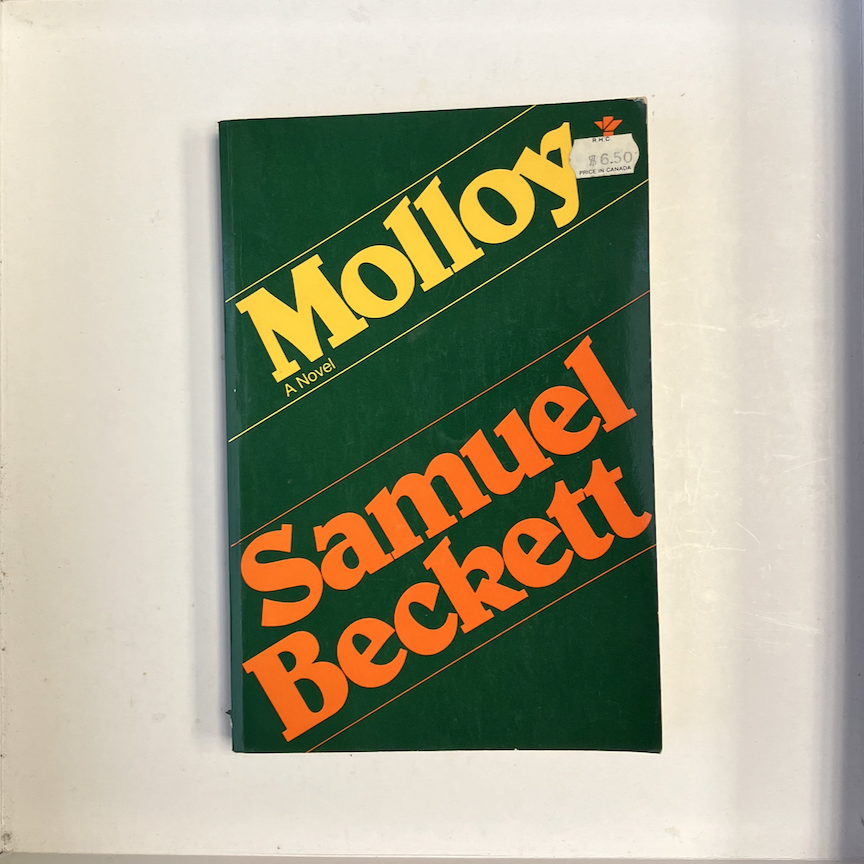 Molloy
A Novel
R.H.C.
$6.50
PRICE IN CANADA
Samuel
Beckett